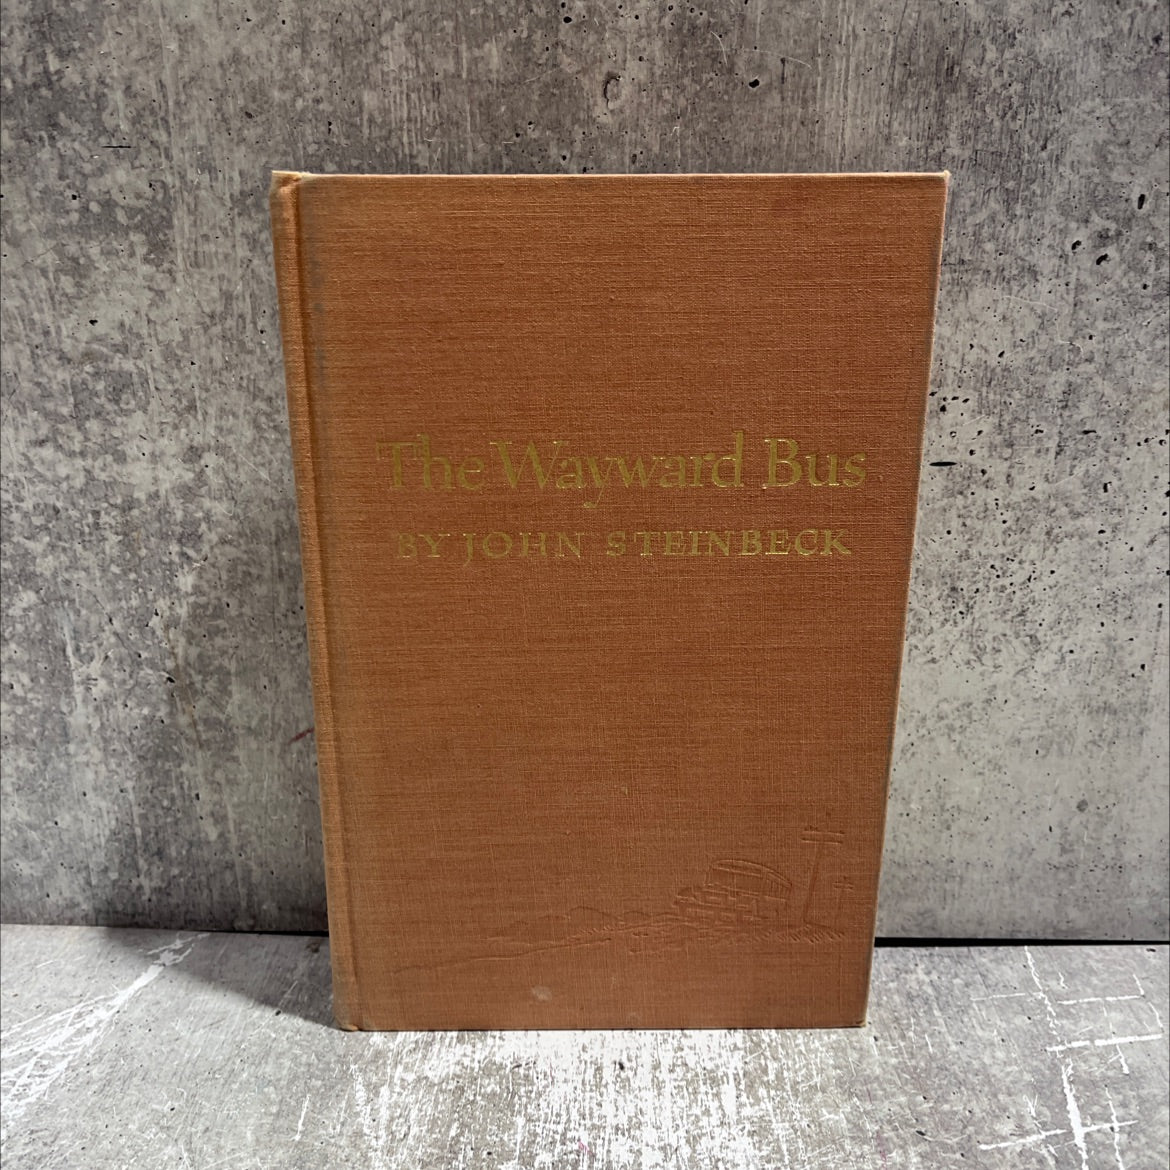 The Wayward Bus
BY JOHN STEINBECK